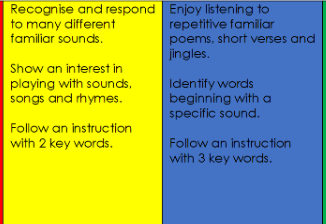 Recognise and respond
to many different
familiar sounds.
Show an interest in
playing with sounds,
songs and rhymes.
Follow an instruction
with 2 key words.
Enjoy listening to
repetitive familiar
poems, short verses and
jingles.
Identify words
beginning with a
specific sound.
Follow an instruction
with 3 key words.